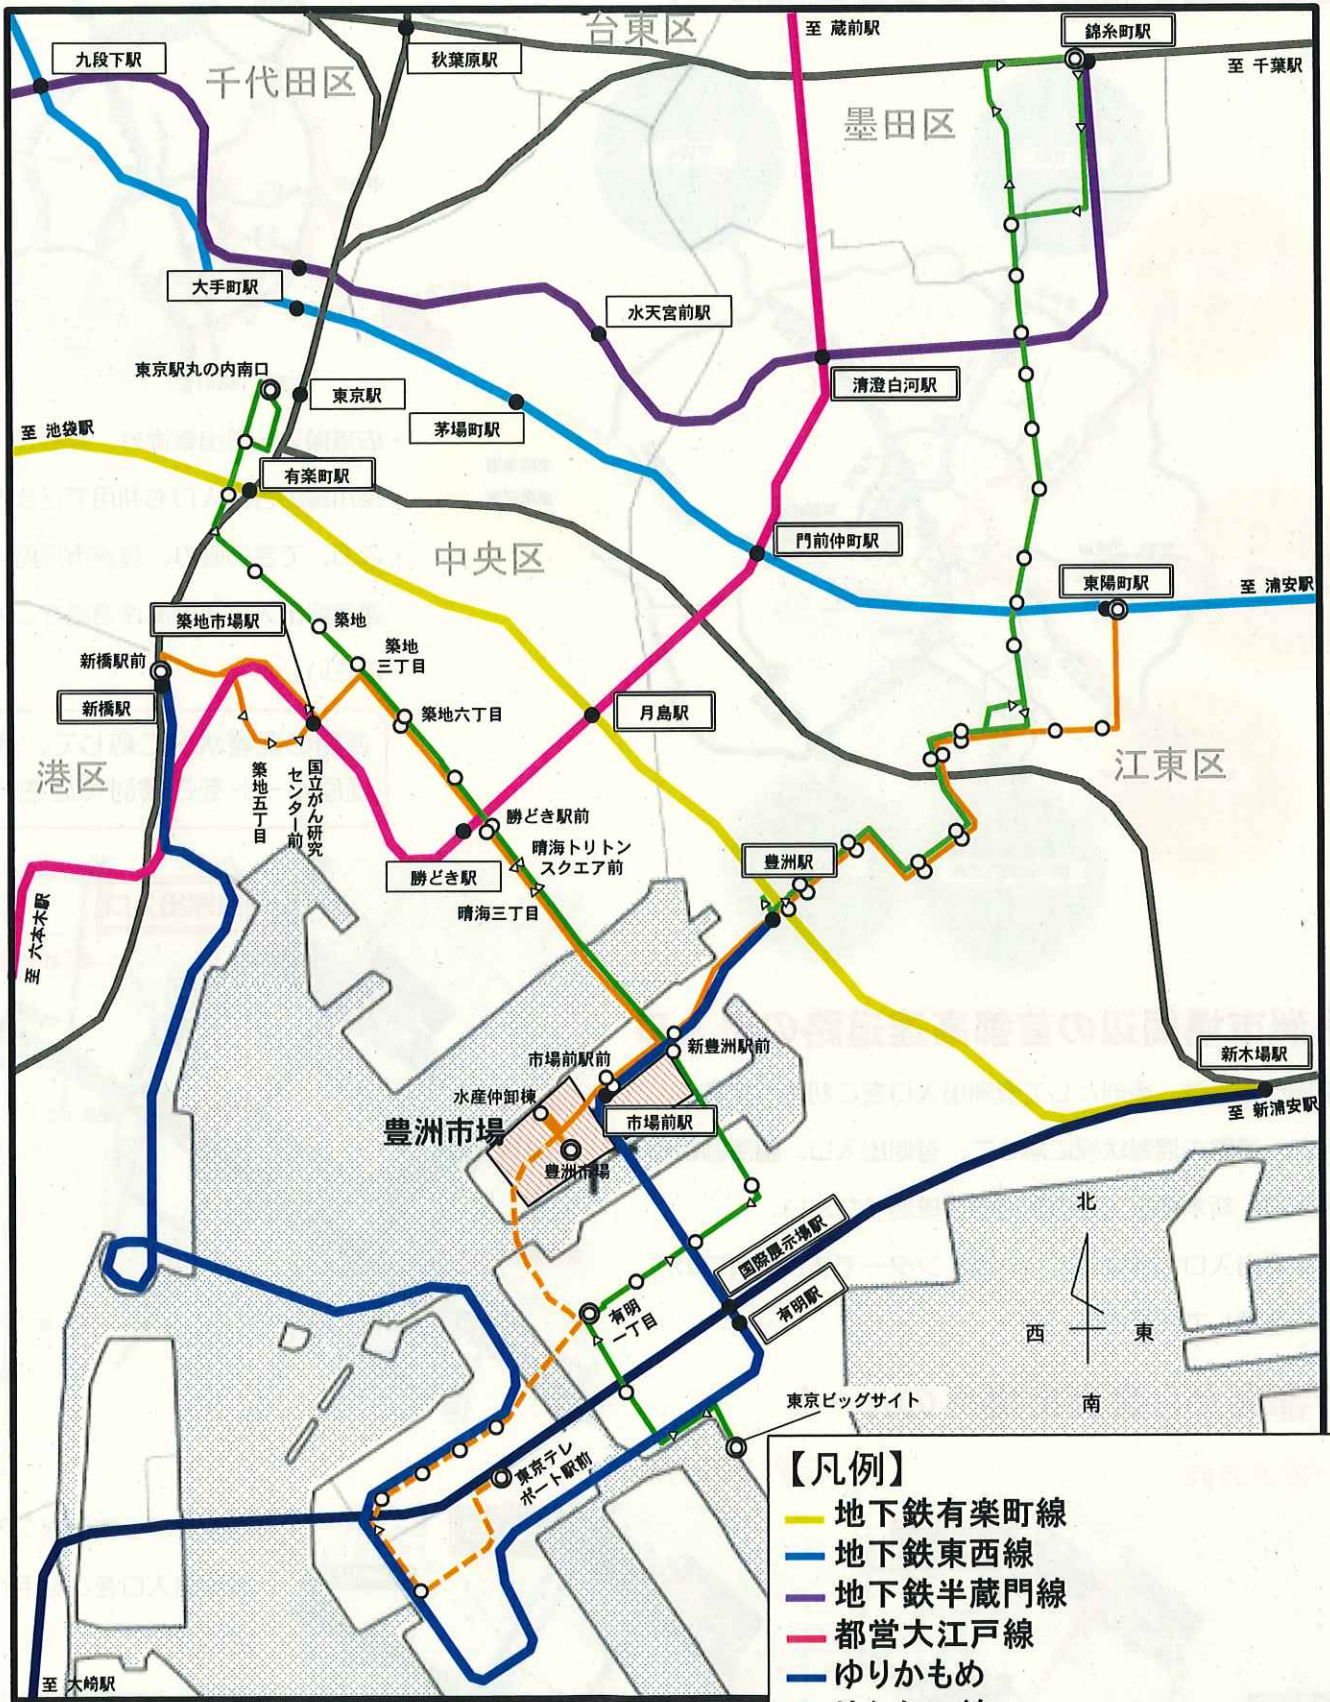 台東区
至 蔵前駅
錦糸町駅
九段下駅
秋葉原駅
至 千葉駅
千代田区
墨田区
大手町駅
水天宮前駅
東京駅丸の内南口
東京駅
清澄白河駅
茅場町駅
至 池袋駅
有楽町駅
門前仲町駅
中央区
東陽町駅
至 浦安駅
築地市場駅
築地
新橋駅前
築地
三丁目
新橋駅
築地六丁目
月島駅
港区
築地五丁目
国立がん研究
センター前
江東区
勝どき駅前
晴海トリトン
スクエア前
豊洲駅
勝どき駅
晴海三丁目
至 六本木駅
新豊洲駅前
新木場駅
市場前駅前
水産仲卸棟
至 新浦安駅
市場前駅
豊洲市場
豊洲市場
北
国際展示場駅
有明駅
有明
一丁目
西
東
南
東京ビッグサイト
東京テレ
ポート駅前
【凡例】
地下鉄有楽町線
地下鉄東西線
地下鉄半蔵門線
都営大江戸線
ゆりかもめ
至 大崎駅